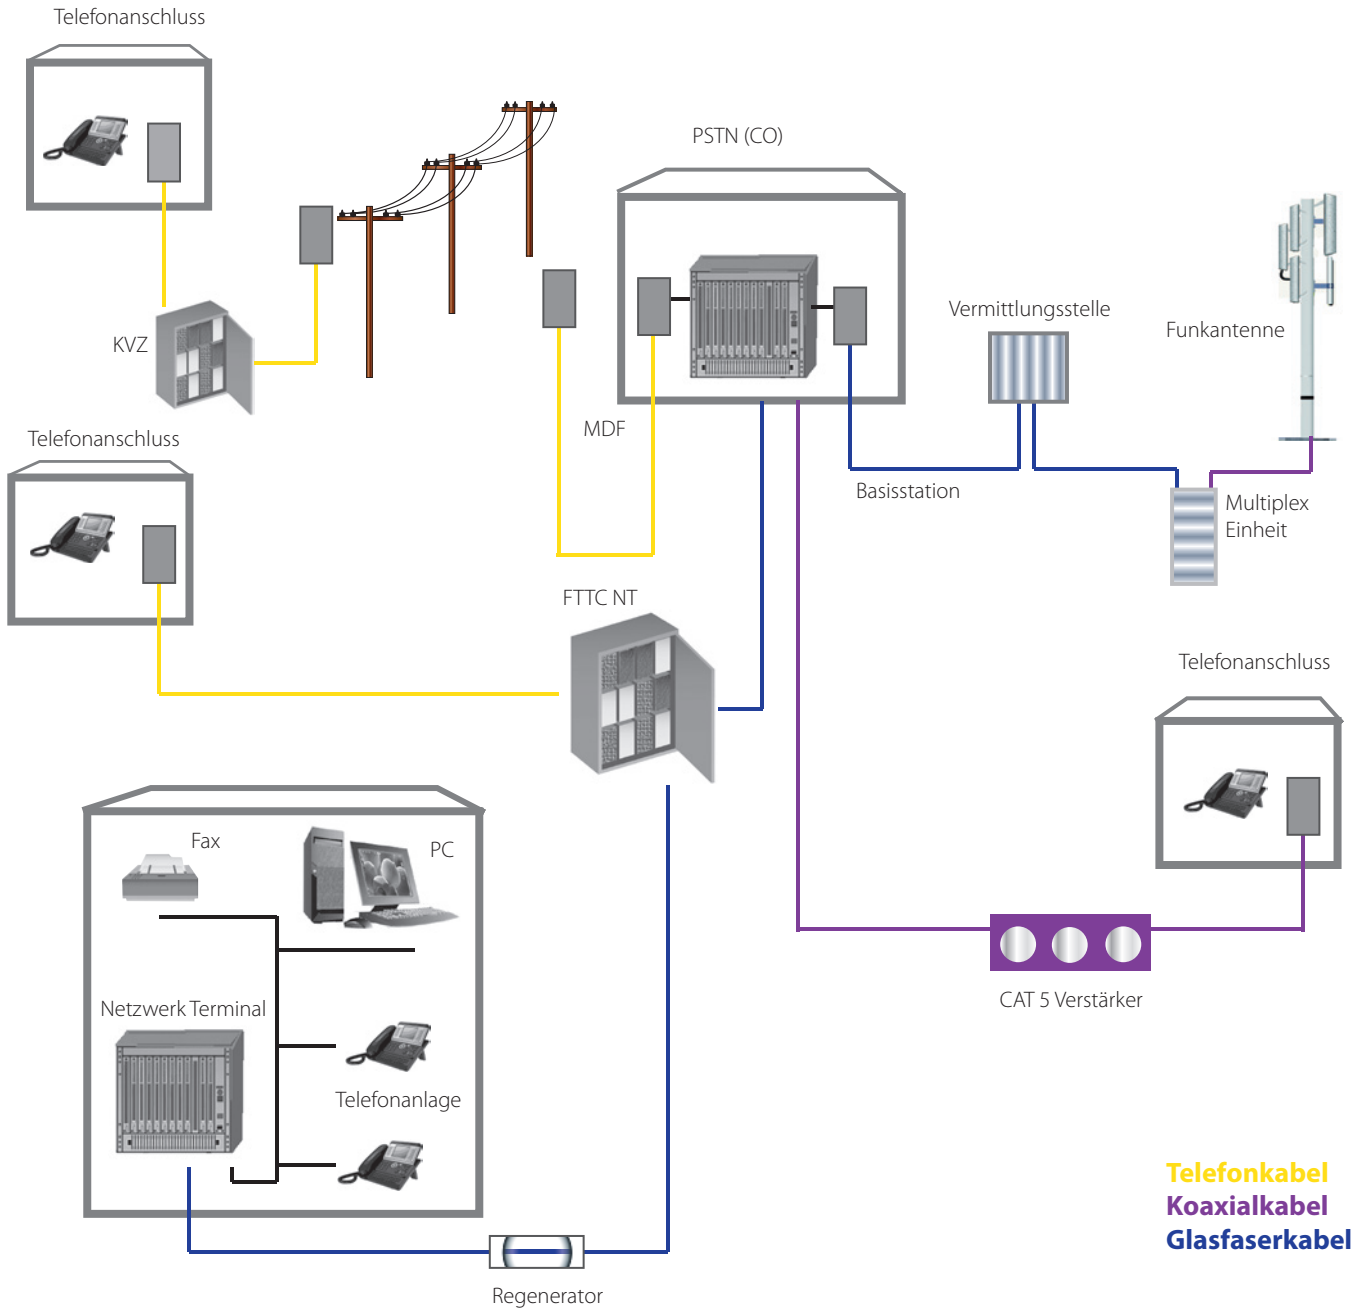 Telefonanschluss
PSTN (CO)
Vermittlungsstelle
Funkantenne
KVZ
MDF
Telefonanschluss
Basisstation
Multiplex
Einheit
FTTC NT
Telefonanschluss
Fax
PC
Netzwerk Terminal
CAT 5 Verstärker
Telefonanlage
Telefonkabel
Koaxialkabel
Glasfaserkabel
Regenerator